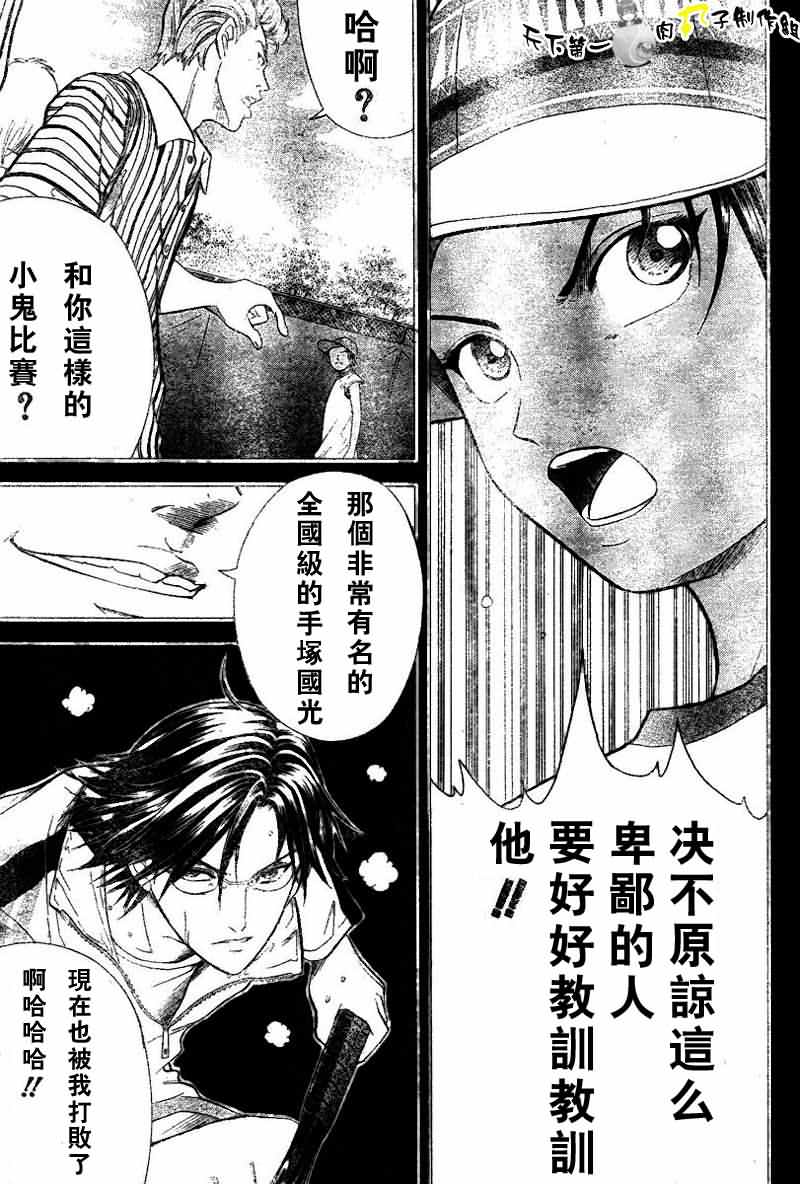 天下第一肉丸子制作組
决不原諒這么
卑鄙的人
要好好教訓教訓
他!!
哈啊？
和你這樣的
小鬼比賽？
那個非常有名的
全國級的手塚國光
現在也被我打敗了
啊哈哈哈!!